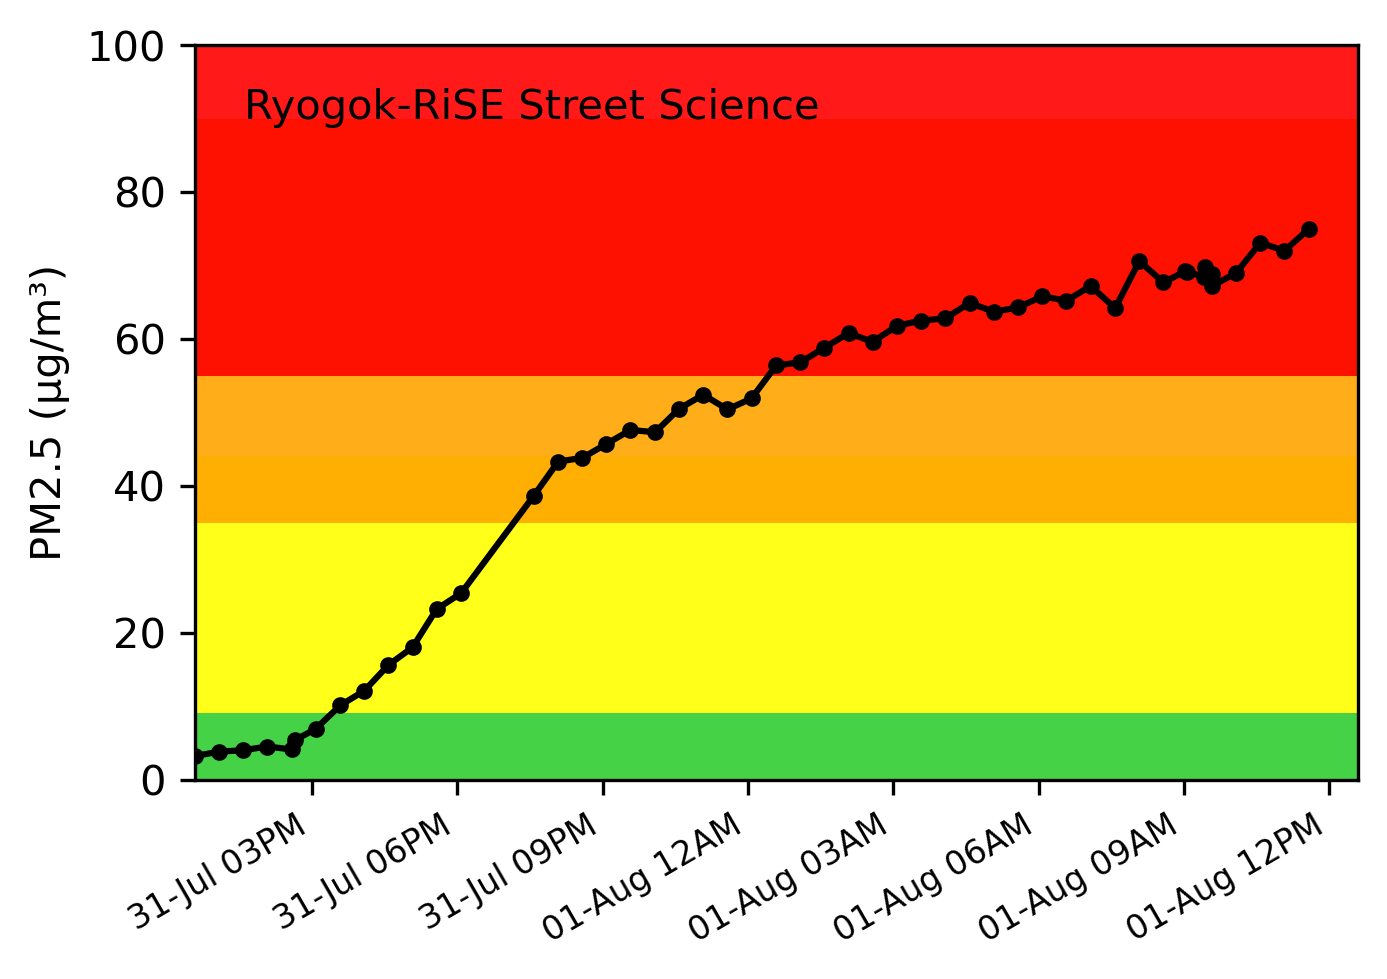 Ryogok-RiSE Street Science
PM2.5 (μg/m³)
100
80
60
40
20
0
31-Jul 03PM
31-Jul 06PM
31-Jul 09PM
01-Aug 12AM
01-Aug 03AM
01-Aug 06AM
01-Aug 09AM
01-Aug 12PM